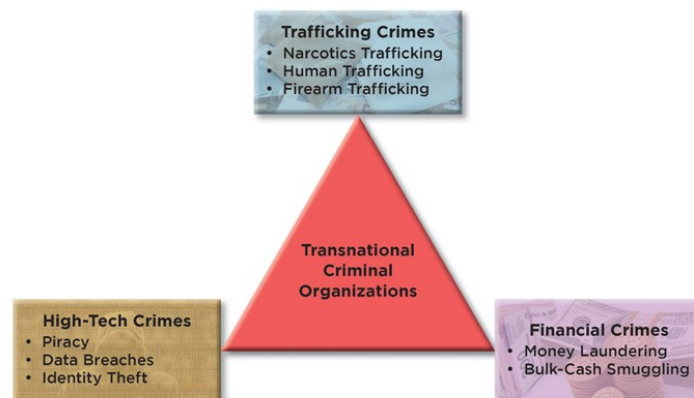 Trafficking Crimes
• Narcotics Trafficking
• Human Trafficking
• Firearm Trafficking
Transnational
Criminal
Organizations
High-Tech Crimes
• Piracy
• Data Breaches
• Identity Theft
Financial Crimes
• Money Laundering
• Bulk-Cash Smuggling